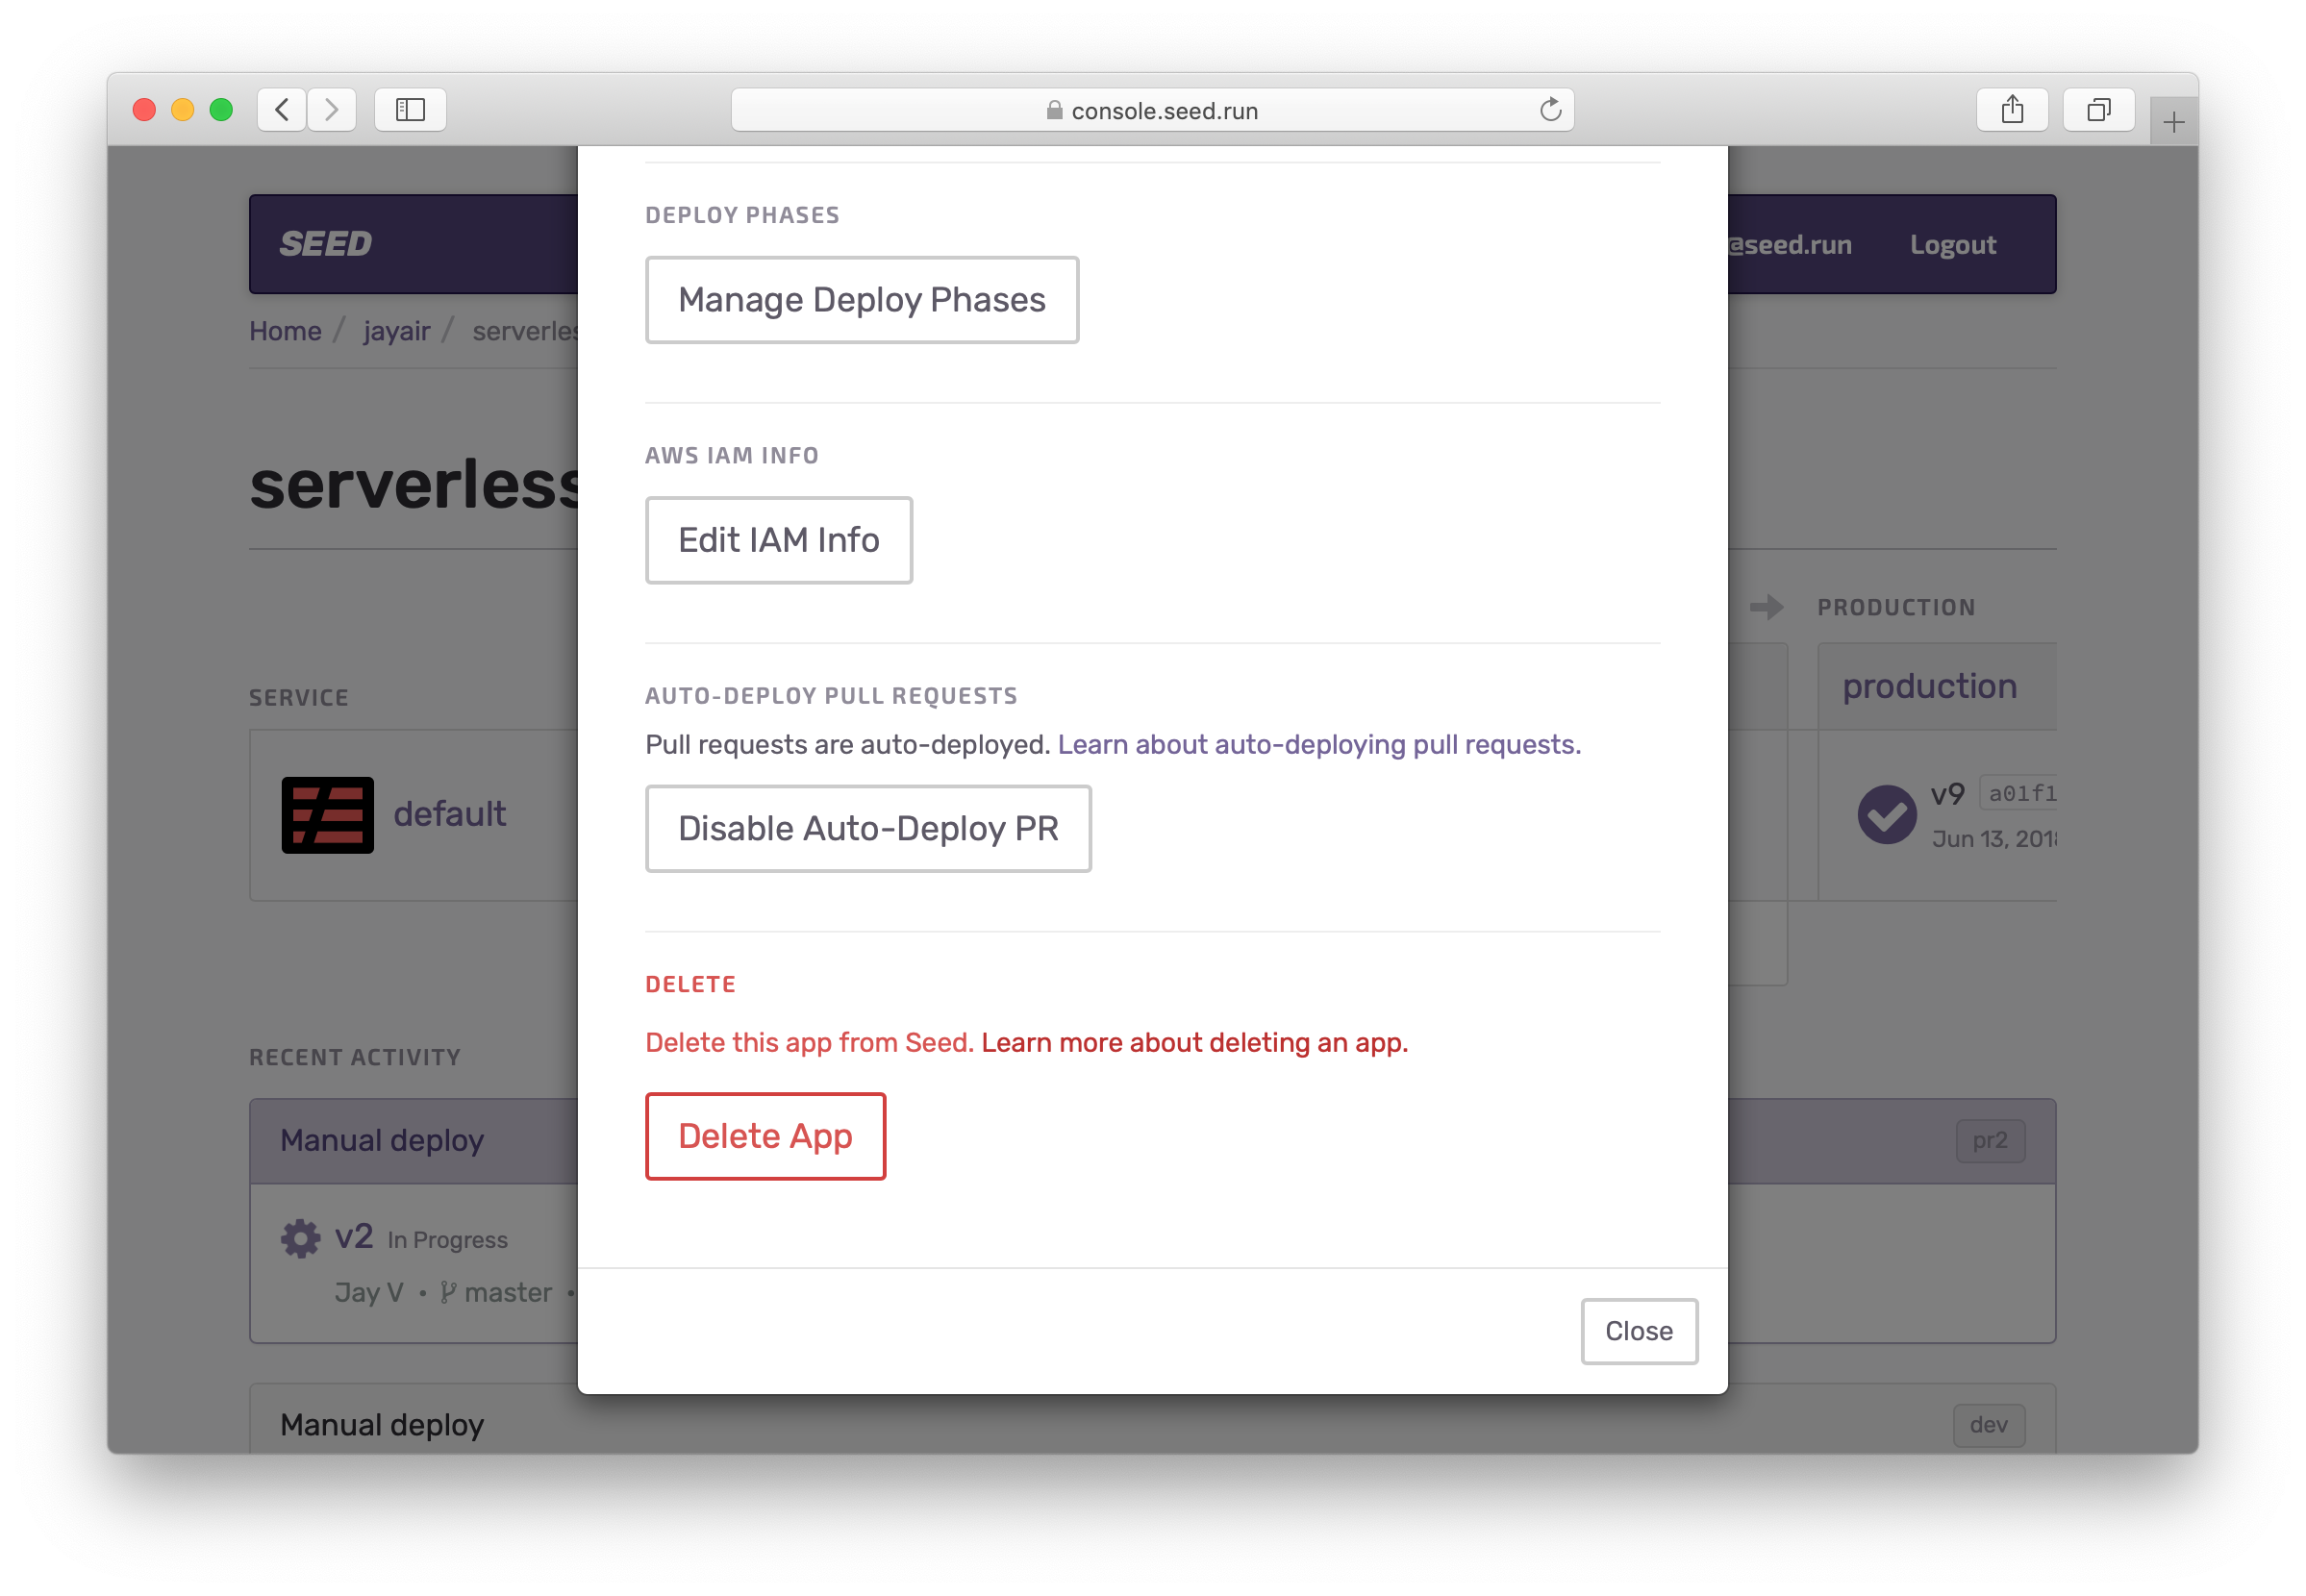 console.seed.run
SEED
@seed.run
Logout
Home / jayair /
DEPLOY PHASES
Manage Deploy Phases
AWS IAM INFO
Edit IAM Info
AUTO-DEPLOY PULL REQUESTS
Pull requests are auto-deployed. Learn about auto-deploying pull requests.
Disable Auto-Deploy PR
DELETE
Delete this app from Seed. Learn more about deleting an app.
Delete App
Close
serverless
SERVICE
default
PRODUCTION
production
v9 a01f1
Jun 13, 2018
RECENT ACTIVITY
Manual deploy
pr2
v2 In Progress
Jay V • master •
Manual deploy
dev